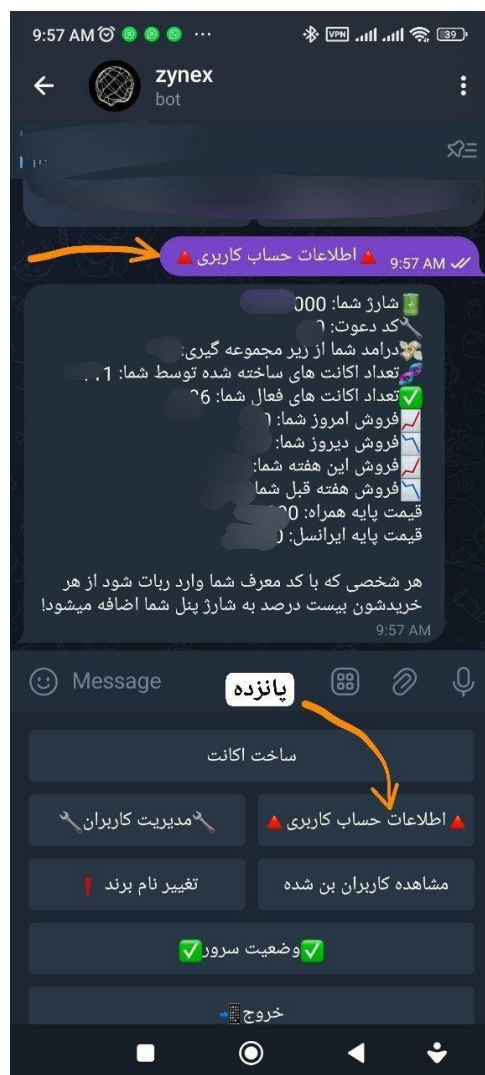 9:57 AM
VPN
39
zynex
bot
🔺اطلاعات حساب کاربری🔺
9:57 AM
🔋شارژ شما: 000
🔧کد دعوت:
💸درامد شما از زیر مجموعه گیری:
🧬تعداد اکانت های ساخته شده توسط شما:
✅تعداد اکانت های فعال شما: 6
📈فروش امروز شما:
📉فروش دیروز شما:
📈فروش این هفته شما:
📉فروش هفته قبل شما
قیمت پایه همراه:
قیمت پایه ایرانسل:
هر شخصی که با کد معرف شما وارد ربات شود از هر
خریدشون بیست درصد به شارژ پنل شما اضافه میشود!
9:57 AM
Message
پانزده
ساخت اکانت
🔺اطلاعات حساب کاربری🔺
🔧مدیریت کاربران🔧
مشاهده کاربران بن شده
تغییر نام برند❗
✅وضعیت سرور✅
خروج📲